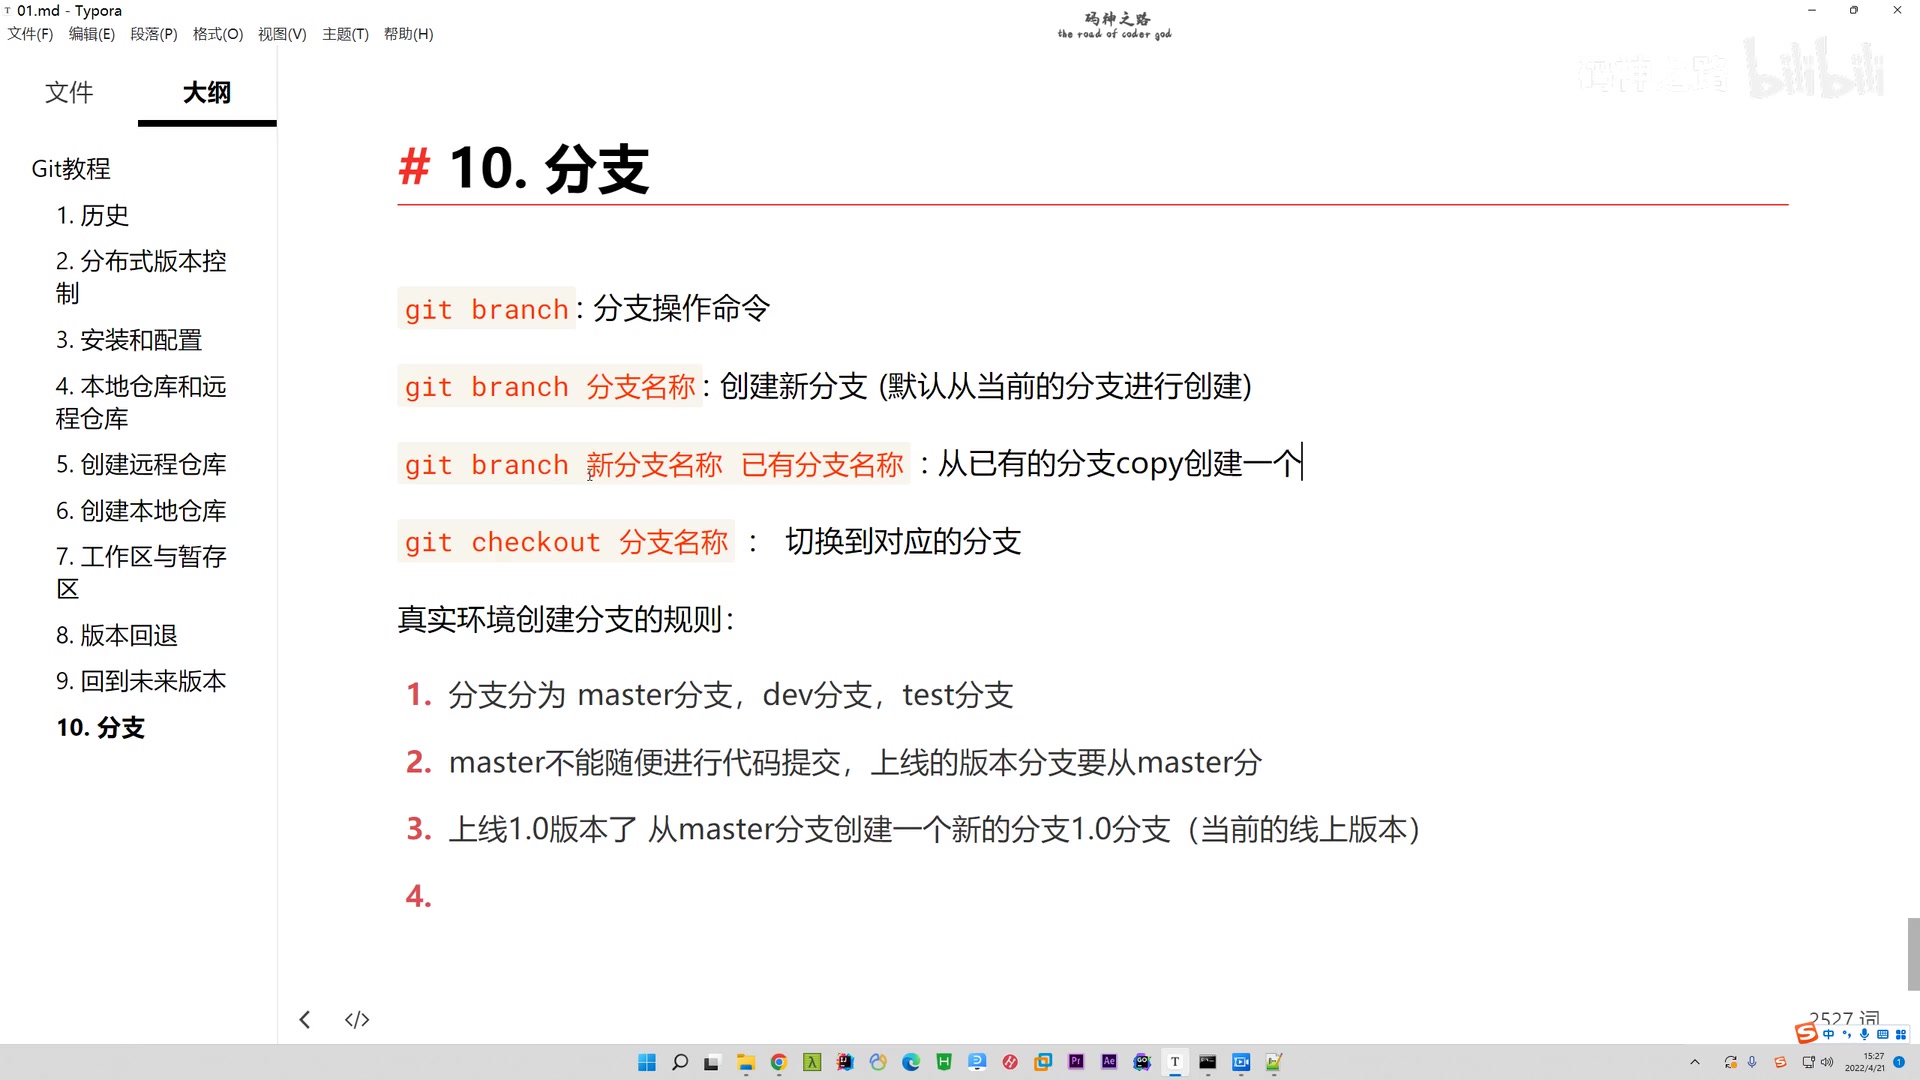 01.md - Typora
文件(F) 编辑(E) 段落(P) 格式(O) 视图(V) 主题(T) 帮助(H)
码神之路
the road of coder god
码神之路 bilibili
文件 大纲
Git教程
1. 历史
2. 分布式版本控
制
3. 安装和配置
4. 本地仓库和远
程仓库
5. 创建远程仓库
6. 创建本地仓库
7. 工作区与暂存
区
8. 版本回退
9. 回到未来版本
10. 分支
# 10. 分支
git branch : 分支操作命令
git branch 分支名称 : 创建新分支 (默认从当前的分支进行创建)
git branch 新分支名称 已有分支名称 : 从已有的分支copy创建一个
git checkout 分支名称 ： 切换到对应的分支
真实环境创建分支的规则：
1. 分支分为 master分支，dev分支，test分支
2. master不能随便进行代码提交，上线的版本分支要从master分
3. 上线1.0版本了 从master分支创建一个新的分支1.0分支（当前的线上版本）
4.
2527 词
中
15:27
2022/4/21